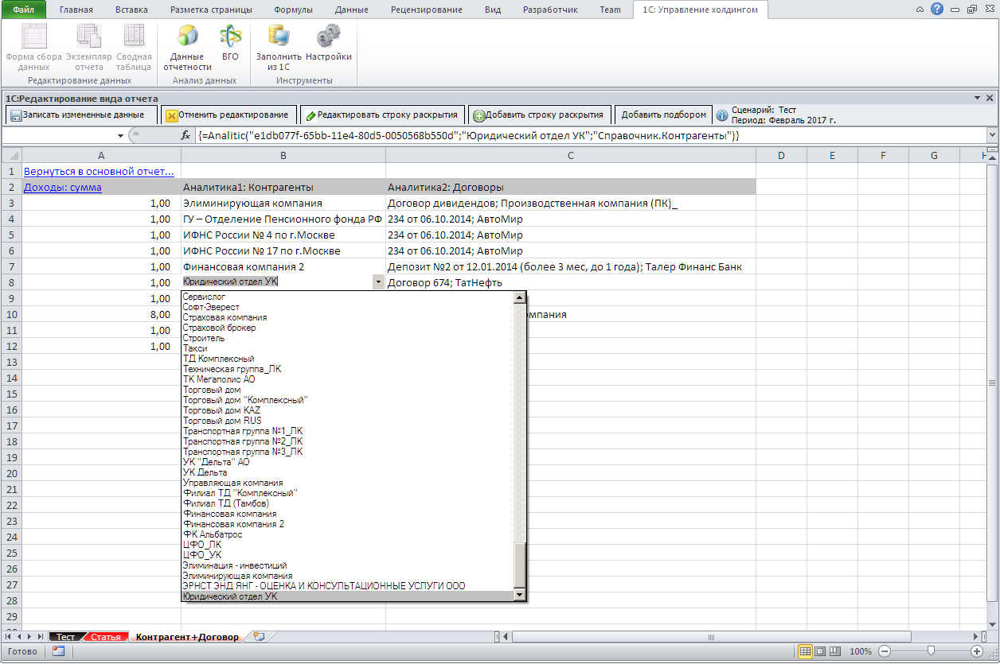 Файл Главная Вставка Разметка страницы Формулы Данные Рецензирование Вид Разработчик Team 1С: Управление холдингом
Форма сбора данных Экземпляр отчета Сводная таблица Данные отчетности ВГО Заполнить из 1С Настройки
Редактирование данных Анализ данных Инструменты
1С:Редактирование вида отчета
Записать измененные данные Отменить редактирование Редактировать строку раскрытия Добавить строку раскрытия Добавить подбором Сценарий: Тест
Период: Февраль 2017 г.
fx {=Analitic("e1db077f-65bb-11e4-80d5-0050568b550d";"Юридический отдел УК";"Справочник.Контрагенты")}
A B C D E F G H
1 Вернуться в основной отчет...
2 Доходы: сумма Аналитика1: Контрагенты Аналитика2: Договоры
3 1,00 Элиминирующая компания Договор дивидендов; Производственная компания (ПК)_
4 1,00 ГУ – Отделение Пенсионного фонда РФ 234 от 06.10.2014; АвтоМир
5 1,00 ИФНС России № 4 по г.Москве 234 от 06.10.2014; АвтоМир
6 1,00 ИФНС России № 17 по г.Москве 234 от 06.10.2014; АвтоМир
7 1,00 Финансовая компания 2 Депозит №2 от 12.01.2014 (более 3 мес, до 1 года); Талер Финанс Банк
8 1,00 Юридический отдел УК Договор 674; ТатНефть
9 1,00
10 8,00 мпания
11 1,00
12 1,00
13
14
15
16
17
18
19
20
21
22
23
24
25
26
27
28
29
Сервислог
Софт-Эверест
Страховая компания
Страховой брокер
Строитель
Такси
ТД Комплексный
Техническая группа_ЛК
ТК Мегаполис АО
Торговый дом
Торговый дом "Комплексный"
Торговый дом KAZ
Торговый дом RUS
Транспортная группа №1_ЛК
Транспортная группа №2_ЛК
Транспортная группа №3_ЛК
УК "Дельта" АО
УК Дельта
Управляющая компания
Филиал ТД "Комплексный"
Филиал ТД (Тамбов)
Финансовая компания
Финансовая компания 2
ФК Альбатрос
ЦФО_ЛК
ЦФО_УК
Элиминация - инвестиций
Элиминирующая компания
ЭРНСТ ЭНД ЯНГ - ОЦЕНКА И КОНСУЛЬТАЦИОННЫЕ УСЛУГИ ООО
Юридический отдел УК
Тест Статья Контрагент+Договор
Готово 100%